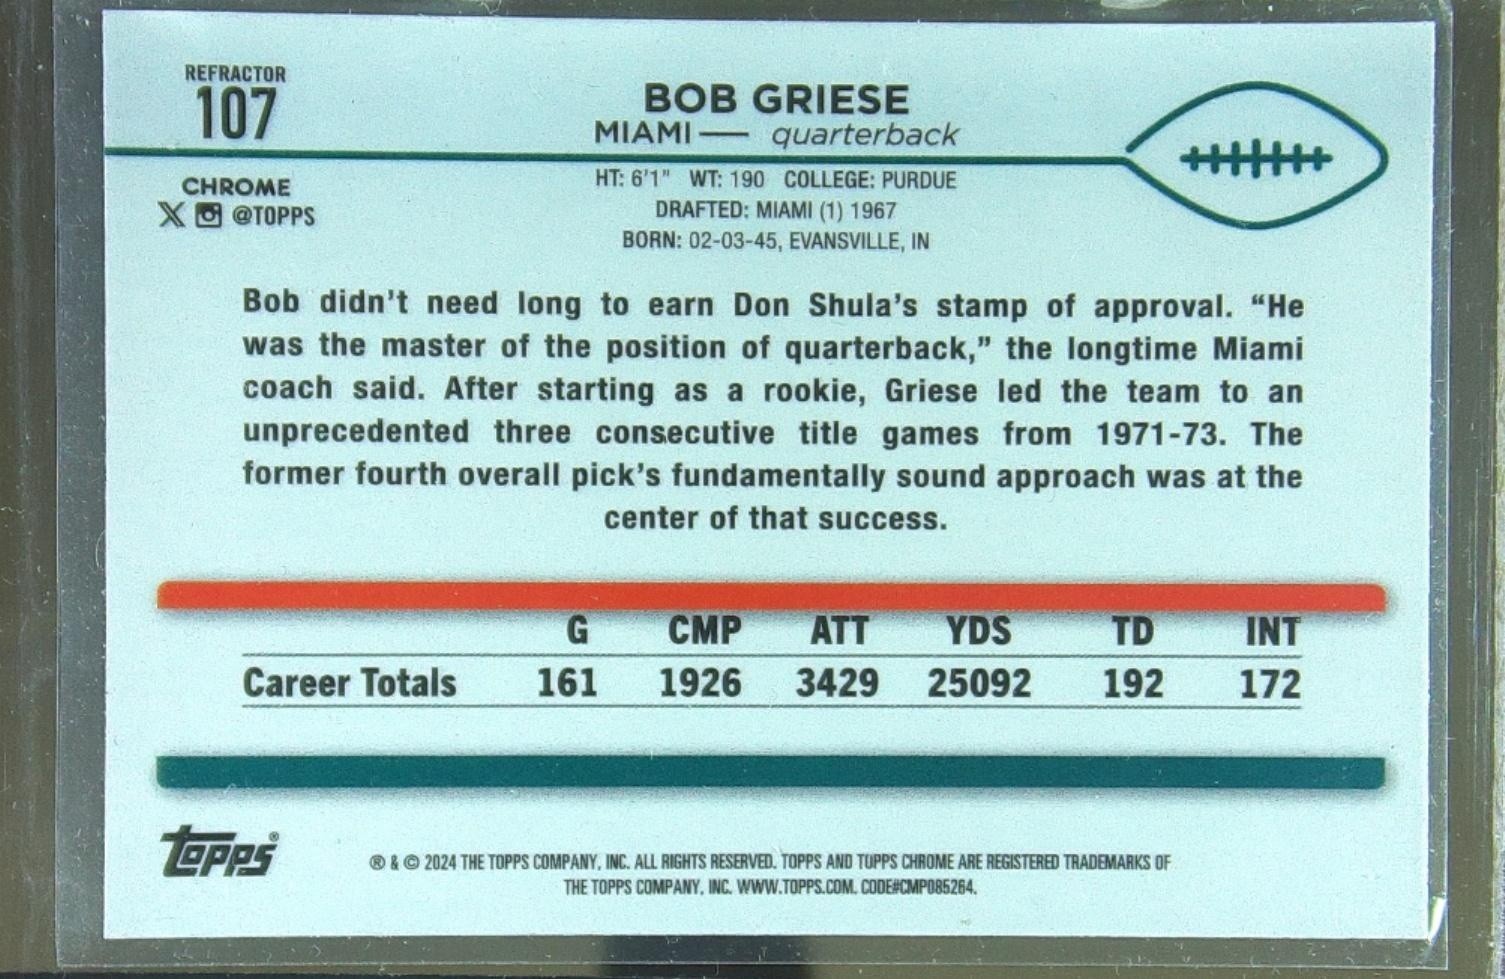 REFRACTOR
107
BOB GRIESE
MIAMI — quarterback
CHROME
X @TOPPS
HT: 6'1" WT: 190 COLLEGE: PURDUE
DRAFTED: MIAMI (1) 1967
BORN: 02-03-45, EVANSVILLE, IN
Bob didn't need long to earn Don Shula's stamp of approval. “He
was the master of the position of quarterback,” the longtime Miami
coach said. After starting as a rookie, Griese led the team to an
unprecedented three consecutive title games from 1971-73. The
former fourth overall pick's fundamentally sound approach was at the
center of that success.
G CMP ATT YDS TD INT
Career Totals 161 1926 3429 25092 192 172
topps®
® & © 2024 THE TOPPS COMPANY, INC. ALL RIGHTS RESERVED. TOPPS AND TOPPS CHROME ARE REGISTERED TRADEMARKS OF
THE TOPPS COMPANY, INC. WWW.TOPPS.COM. CODE#CMP085264.